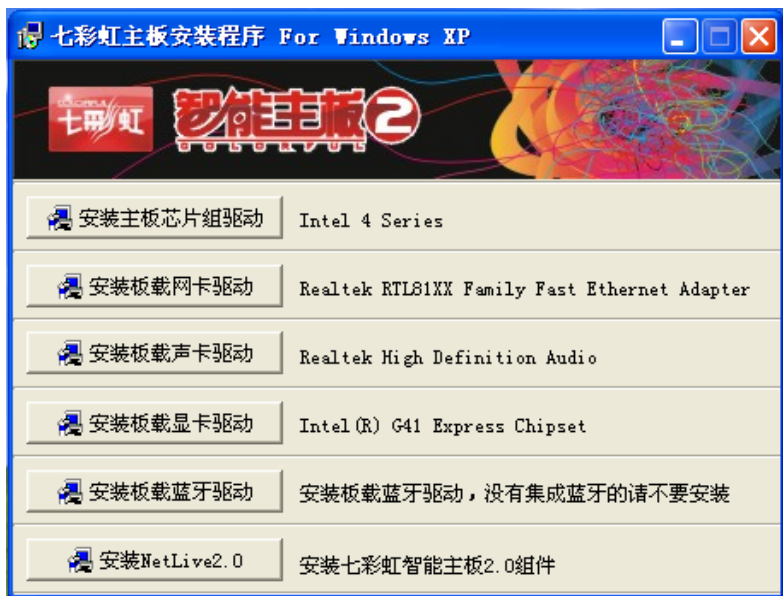 七彩虹主板安装程序 For Windows XP
COLORFUL
七彩虹
智能主板2
COLORFUL
安装主板芯片组驱动 Intel 4 Series
安装板载网卡驱动 Realtek RTL81XX Family Fast Ethernet Adapter
安装板载声卡驱动 Realtek High Definition Audio
安装板载显卡驱动 Intel(R) G41 Express Chipset
安装板载蓝牙驱动 安装板载蓝牙驱动，没有集成蓝牙的请不要安装
安装NetLive2.0 安装七彩虹智能主板2.0组件